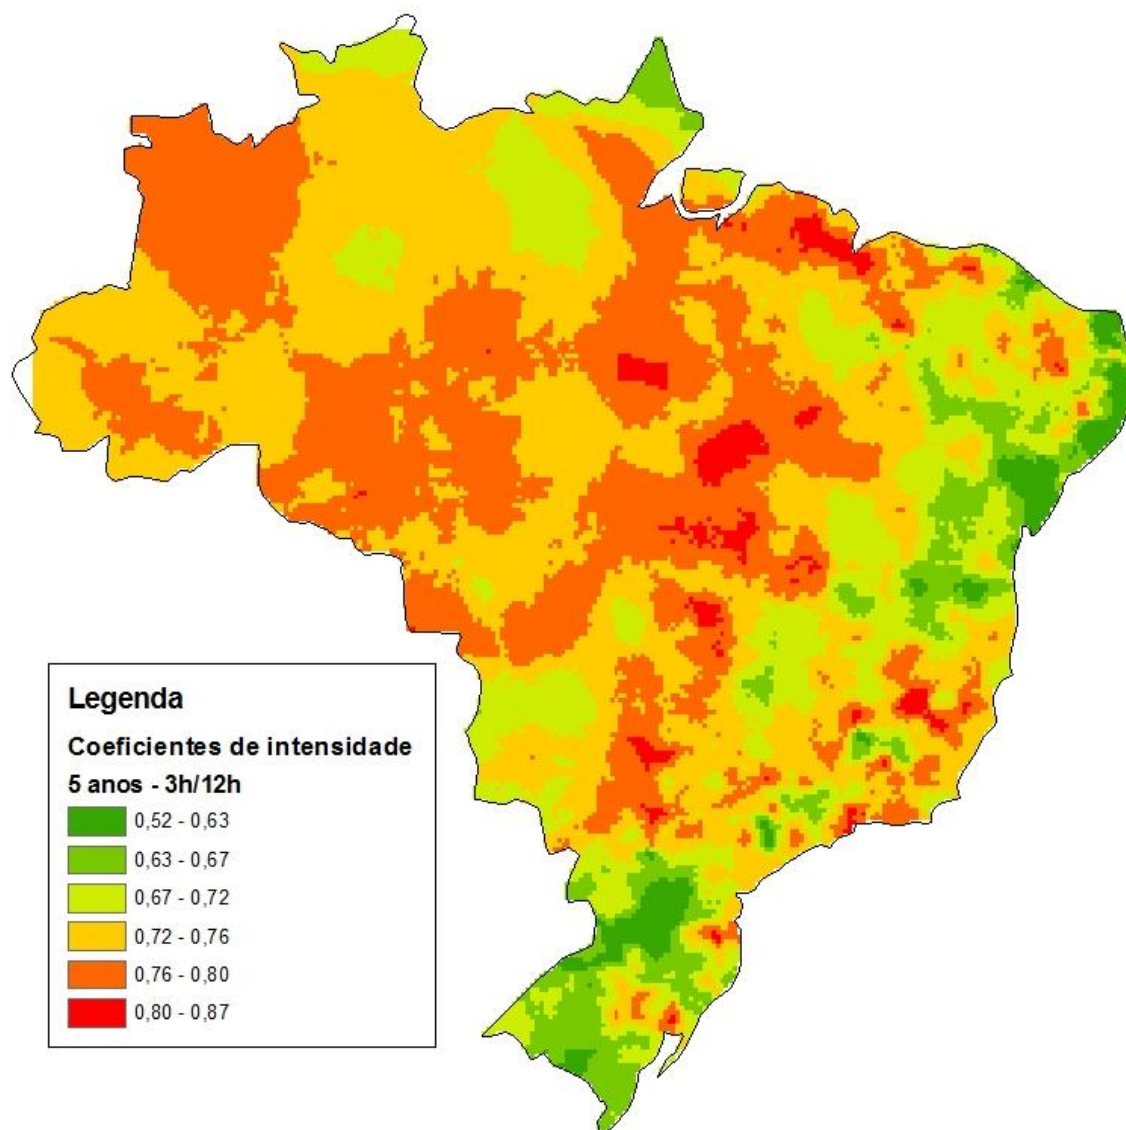 Legenda
Coeficientes de intensidade
5 anos - 3h/12h
0,52 - 0,63
0,63 - 0,67
0,67 - 0,72
0,72 - 0,76
0,76 - 0,80
0,80 - 0,87